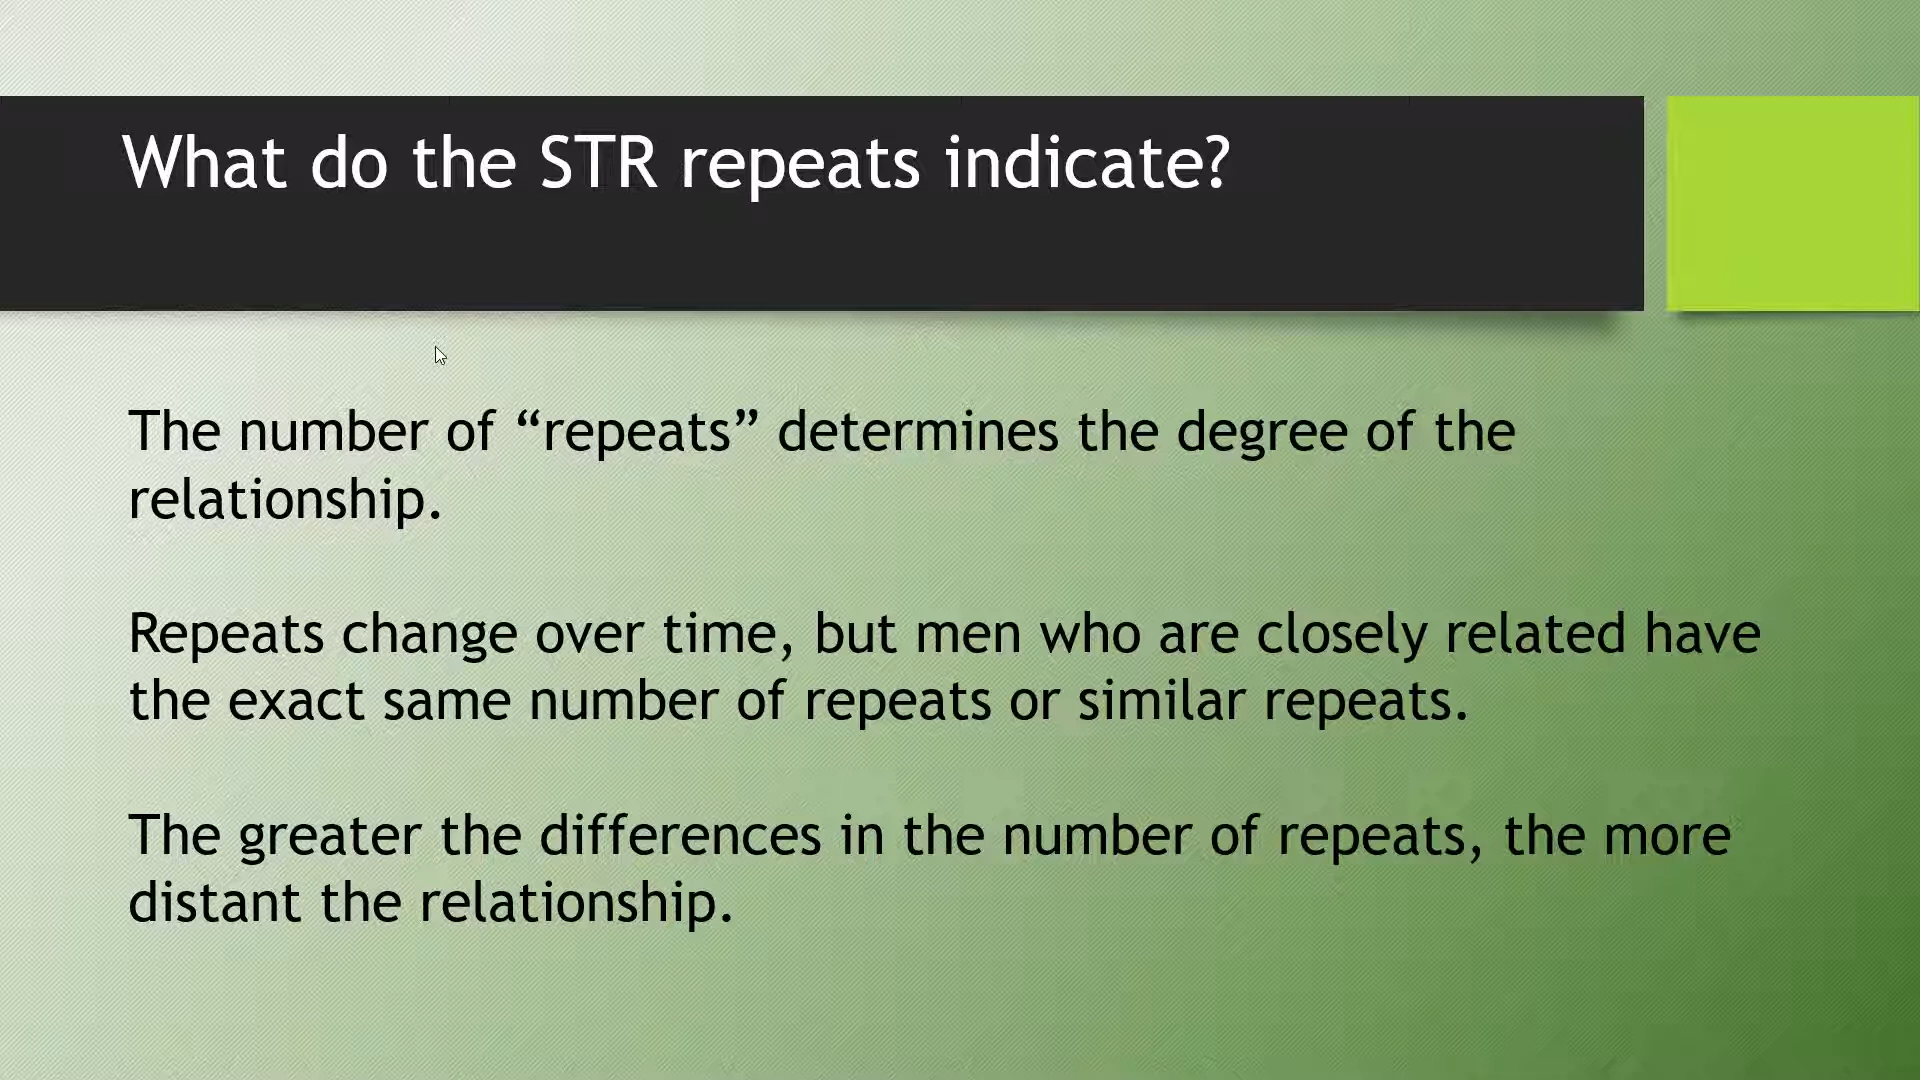 What do the STR repeats indicate?
The number of “repeats” determines the degree of the
relationship.
Repeats change over time, but men who are closely related have
the exact same number of repeats or similar repeats.
The greater the differences in the number of repeats, the more
distant the relationship.